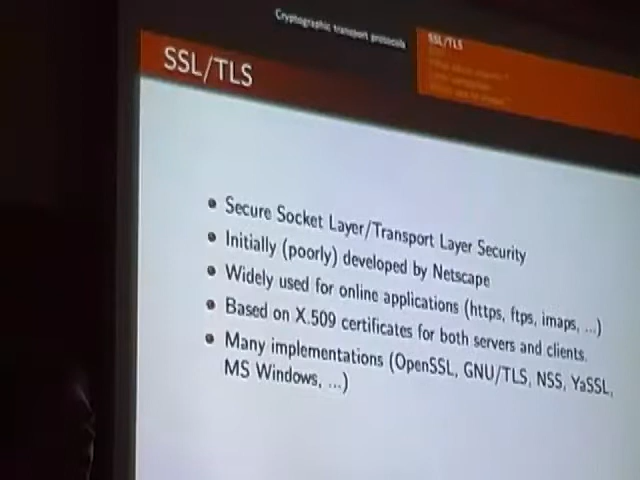 Cryptographic transport protocols
SSL/TLS
SSL/TLS
Secure Socket Layer/Transport Layer Security
Initially (poorly) developed by Netscape
Widely used for online applications (https, ftps, imaps, ...)
Based on X.509 certificates for both servers and clients.
Many implementations (OpenSSL, GNU/TLS, NSS, YaSSL,
MS Windows, ...)